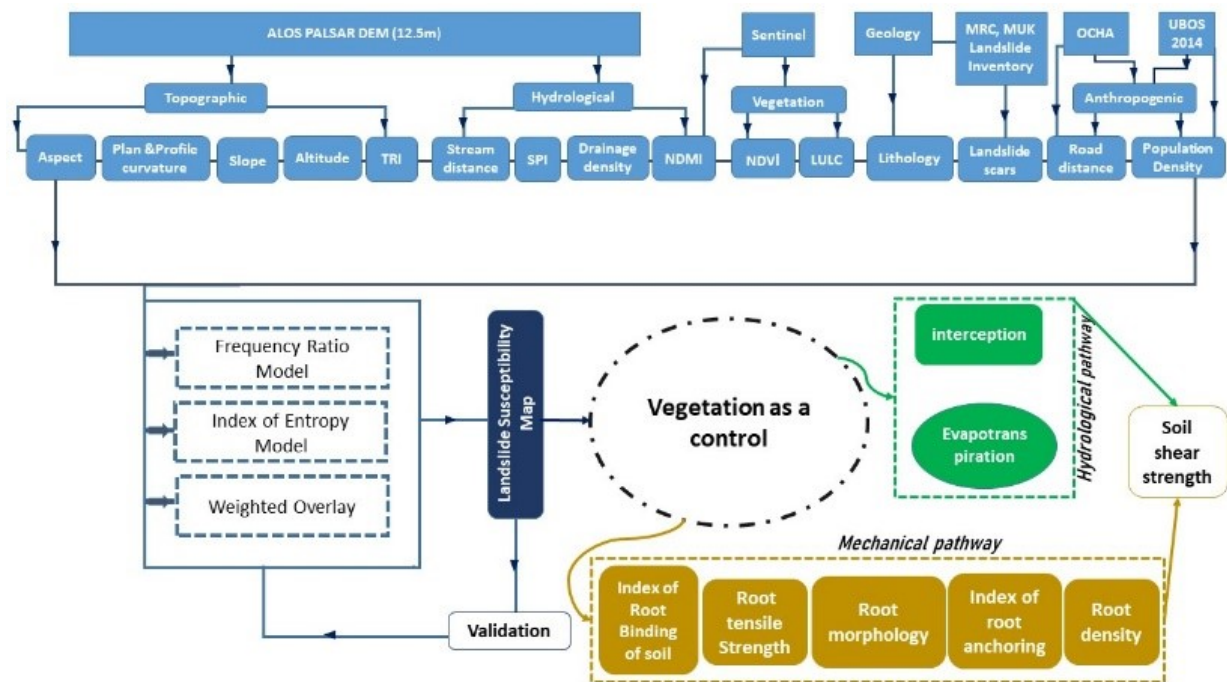 ALOS PALSAR DEM (12.5m)
Sentinel
Geology
MRC, MUK
Landslide
Inventory
OCHA
UBOS
2014
Topographic
Hydrological
Vegetation
Anthropogenic
Aspect
Plan &Profile
curvature
Slope
Altitude
TRI
Stream
distance
SPI
Drainage
density
NDMI
NDVI
LULC
Lithology
Landslide
scars
Road
distance
Population
Density
Frequency Ratio
Model
Index of Entropy
Model
Weighted Overlay
Landslide Susceptibility
Map
Validation
Vegetation as a
control
interception
Evapotrans
piration
Hydrological pathway
Soil
shear
strength
Mechanical pathway
Index of
Root
Binding
of soil
Root
tensile
Strength
Root
morphology
Index of
root
anchoring
Root
density